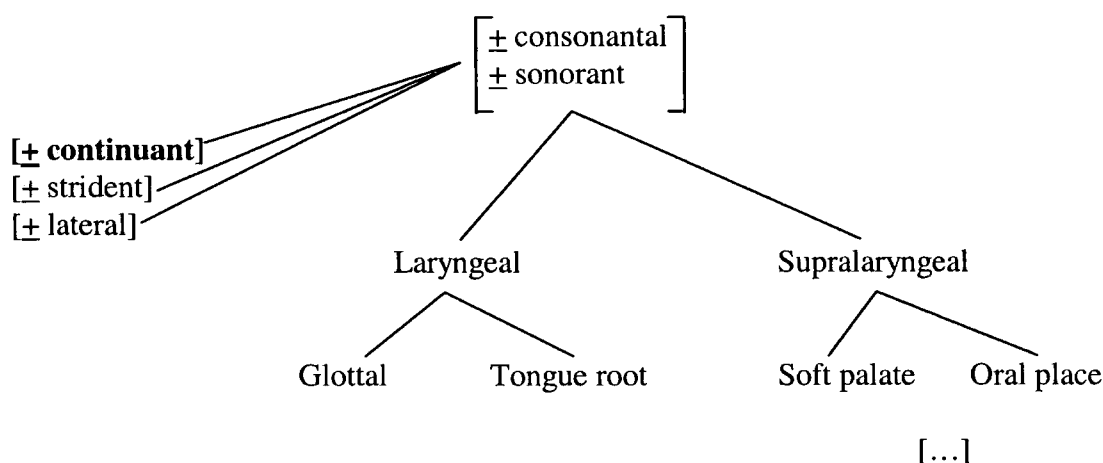 ± consonantal
± sonorant
[± continuant]
[± strident]
[± lateral]
Laryngeal Supralaryngeal
Glottal Tongue root Soft palate Oral place
[...]